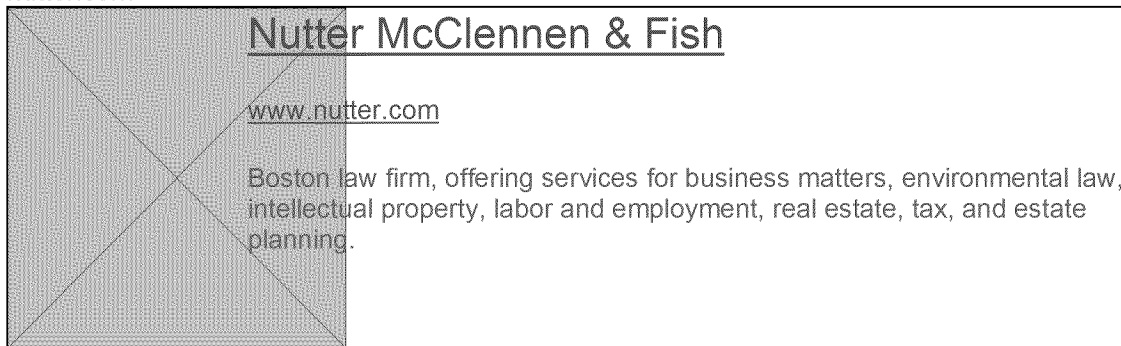 Nutter McClennen & Fish
www.nutter.com
Boston law firm, offering services for business matters, environmental law,
intellectual property, labor and employment, real estate, tax, and estate
planning.